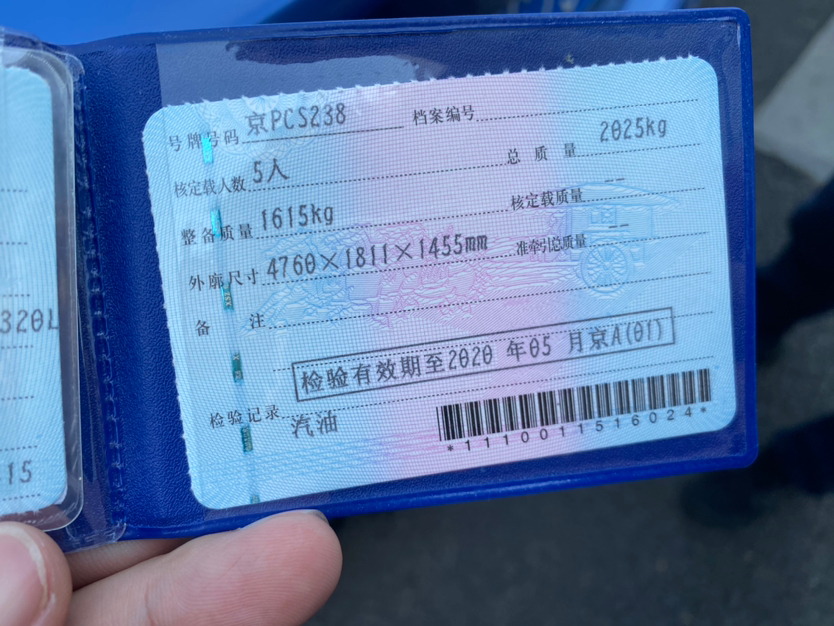 号牌号码 京PCS238 档案编号
核定载人数 5人 总质量 2025kg
整备质量 1615kg 核定载质量 --
外廓尺寸 4760×1811×1455mm 准牵引总质量 --
备注
检验有效期至2020年05月京A(01)
检验记录
汽油
*1110011516024*
320L
15